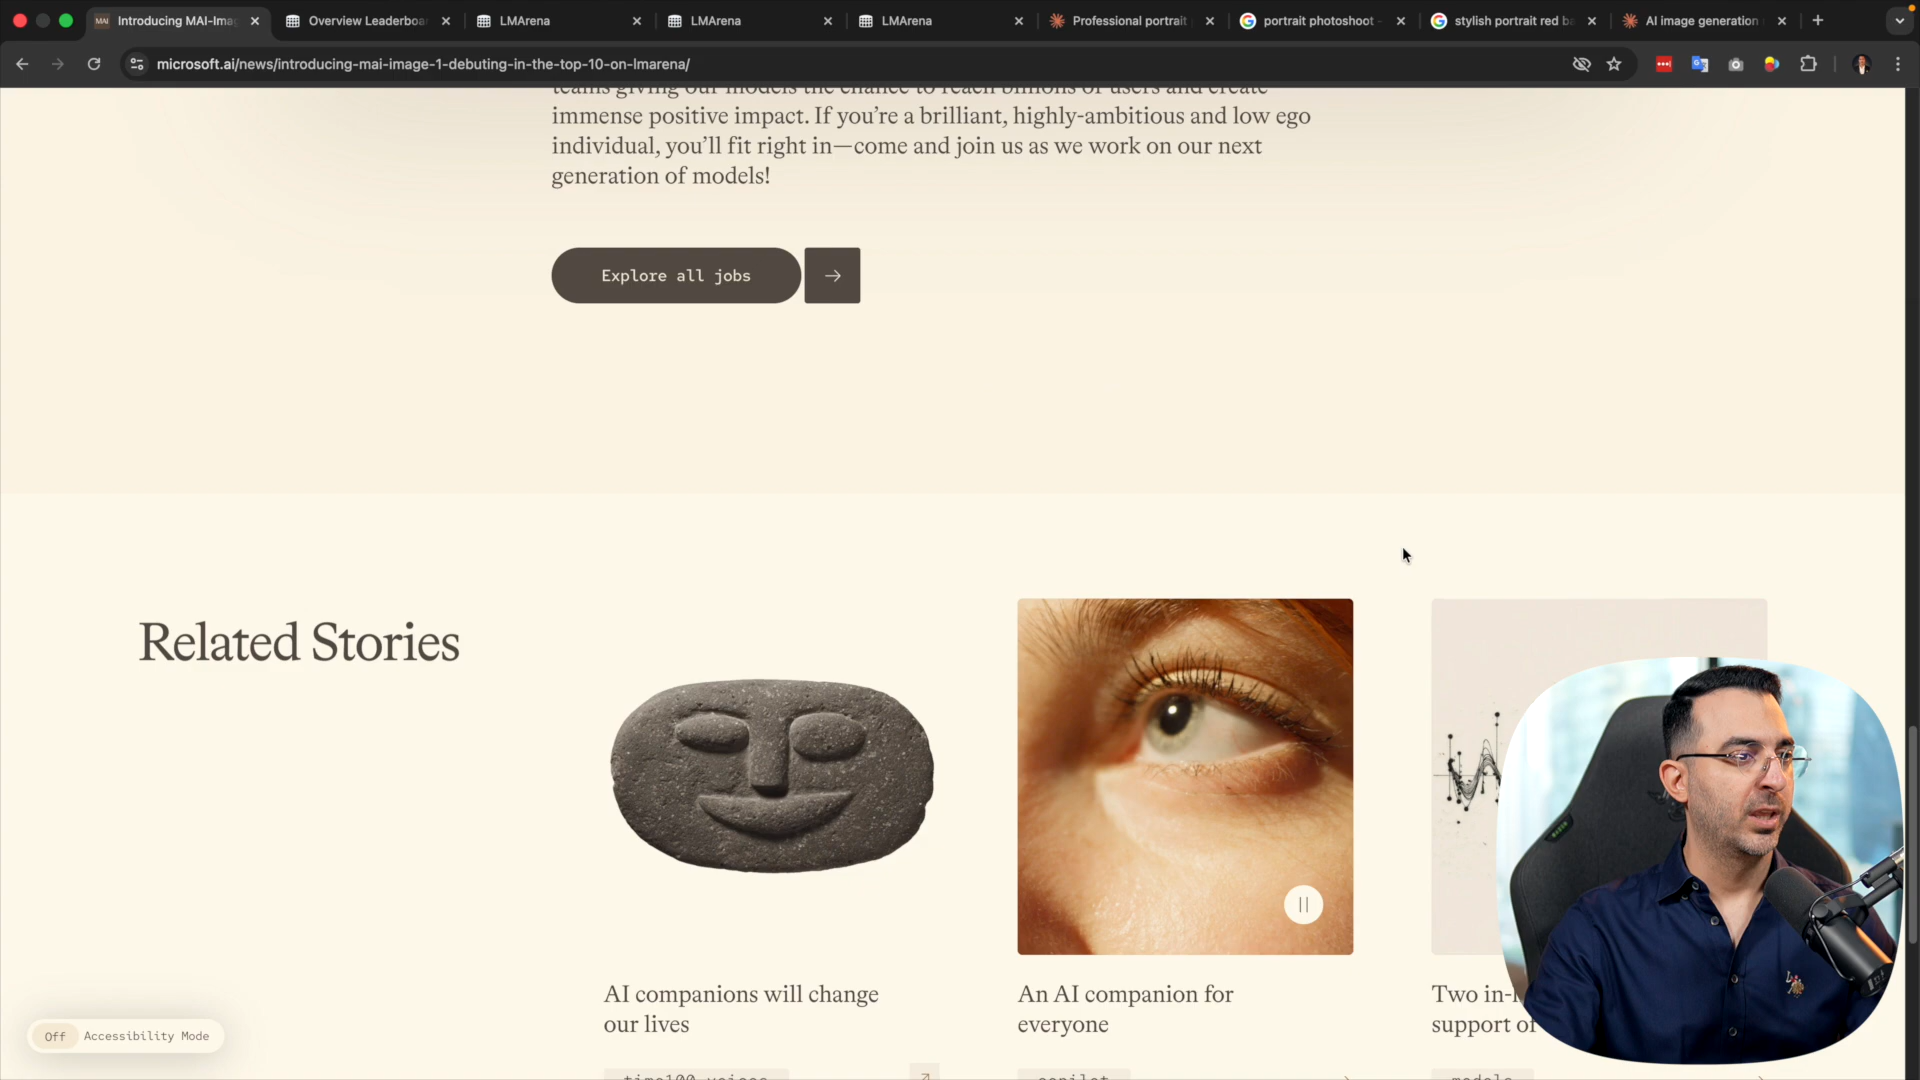 Introducing MAI-Ima
Overview Leaderboa
LMArena
LMArena
LMArena
Professional portrait
portrait photoshoot -
stylish portrait red ba
AI image generation
microsoft.ai/news/introducing-mai-image-1-debuting-in-the-top-10-on-lmarena/
teams giving our models the chance to reach billions of users and create
immense positive impact. If you’re a brilliant, highly-ambitious and low ego
individual, you’ll fit right in—come and join us as we work on our next
generation of models!
Explore all jobs
Related Stories
AI companions will change
our lives
An AI companion for
everyone
Two in-
support of
Off Accessibility Mode
time100 voices
copilot
models